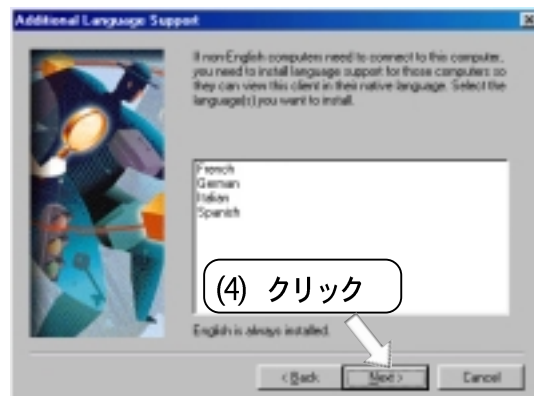 Additional Language Support
If non-English computers need to connect to this computer,
you need to install language support for those computers so
they can view this client in their native language. Select the
language(s) you want to install.
French
German
Italian
Spanish
(4) クリック
English is always installed.
< Back
Next >
Cancel